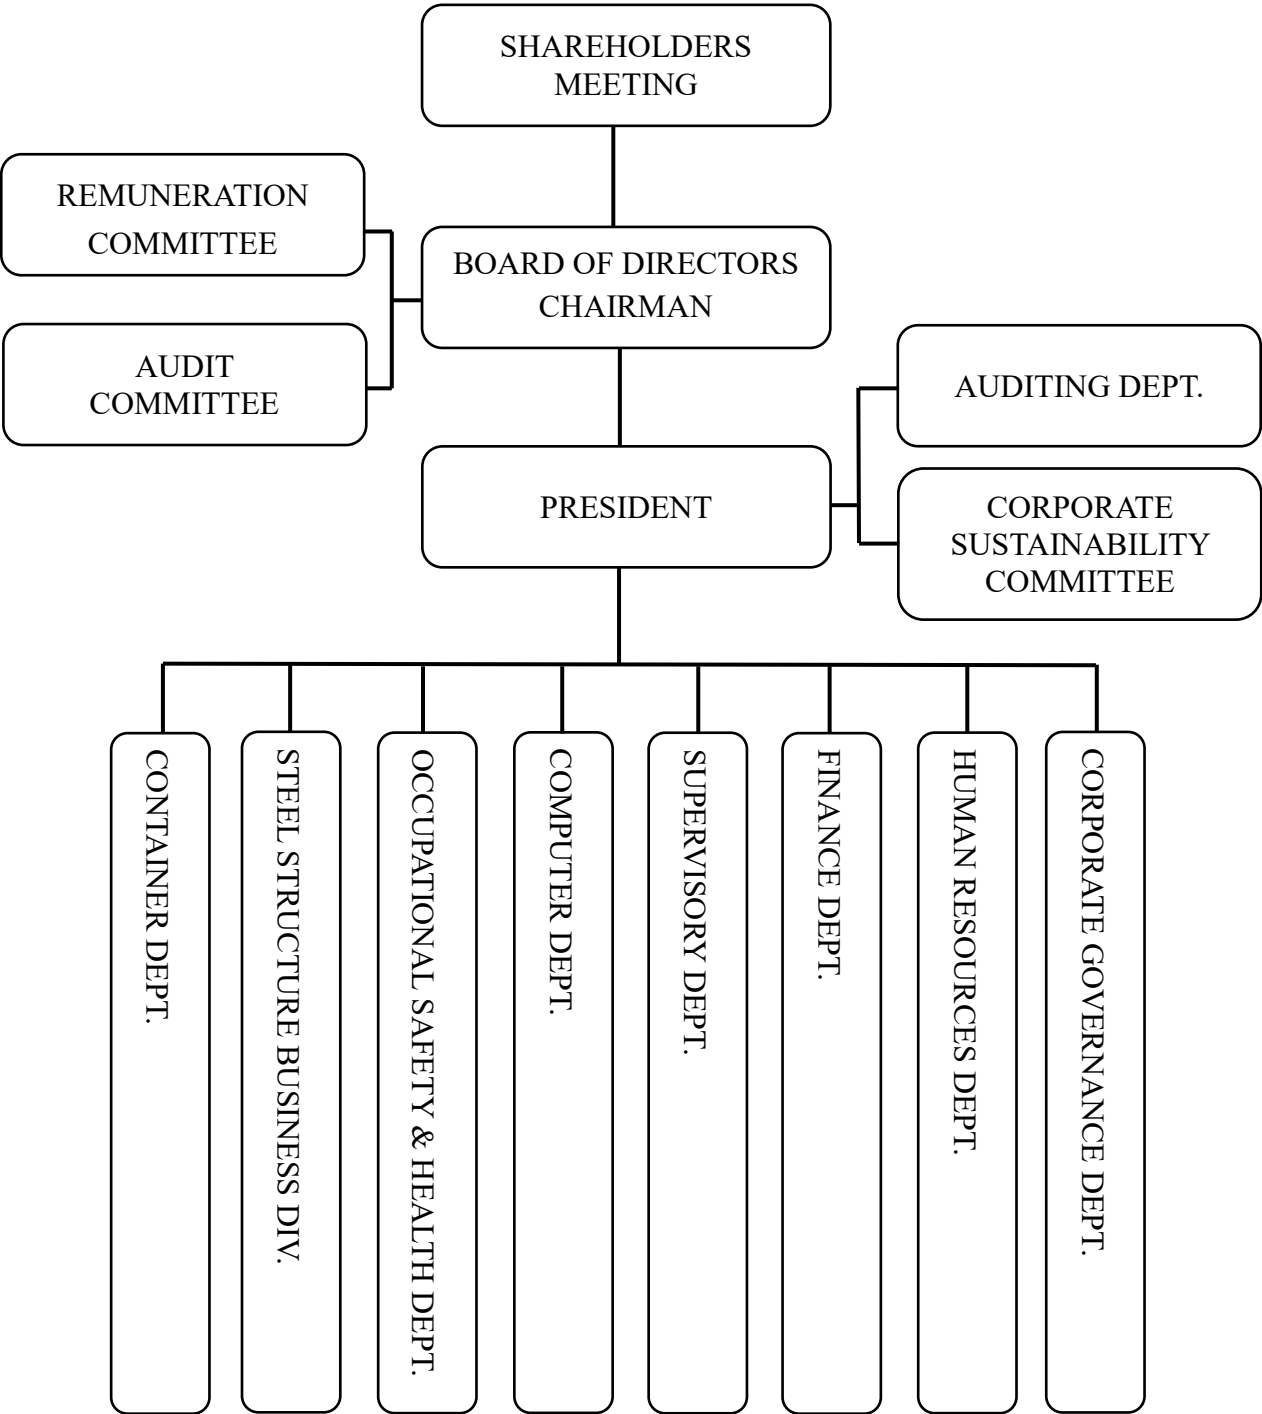 SHAREHOLDERS
MEETING
REMUNERATION
COMMITTEE
BOARD OF DIRECTORS
CHAIRMAN
AUDIT
COMMITTEE
AUDITING DEPT.
PRESIDENT
CORPORATE
SUSTAINABILITY
COMMITTEE
CONTAINER DEPT.
STEEL STRUCTURE BUSINESS DIV.
OCCUPATIONAL SAFETY & HEALTH DEPT.
COMPUTER DEPT.
SUPERVISORY DEPT.
FINANCE DEPT.
HUMAN RESOURCES DEPT.
CORPORATE GOVERNANCE DEPT.